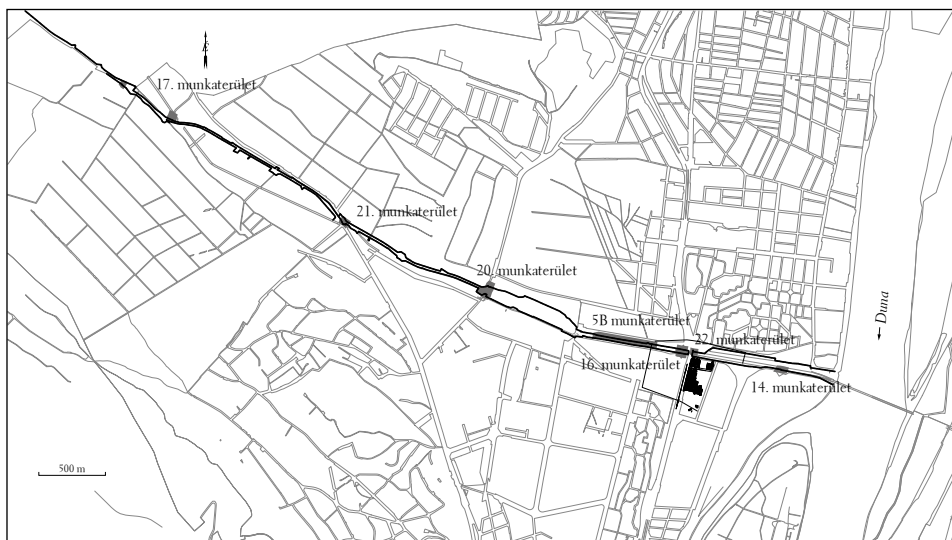 É
17. munkaterület
21. munkaterület
20. munkaterület
5B munkaterület
22. munkaterület
16. munkaterület
14. munkaterület
Duna
500 m